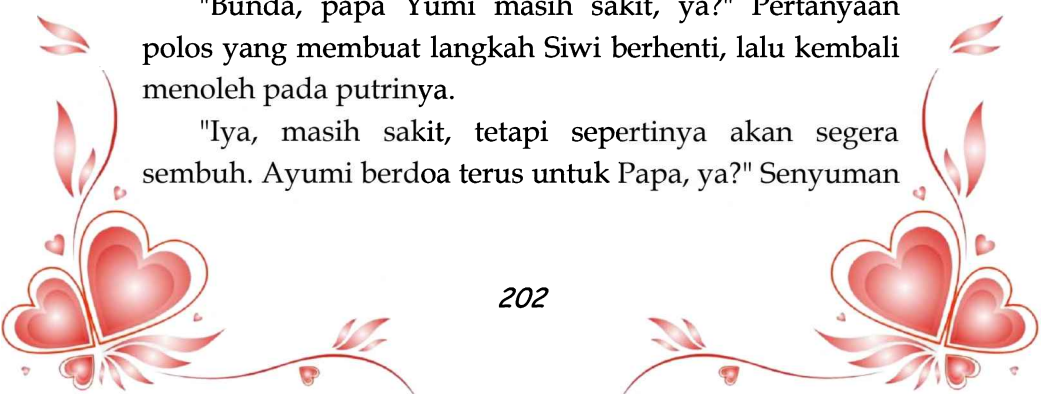 "Bunda, papa Yumi masih sakit, ya?" Pertanyaan
polos yang membuat langkah Siwi berhenti, lalu kembali
menoleh pada putrinya.
"Iya, masih sakit, tetapi sepertinya akan segera
sembuh. Ayumi berdoa terus untuk Papa, ya?" Senyuman
202